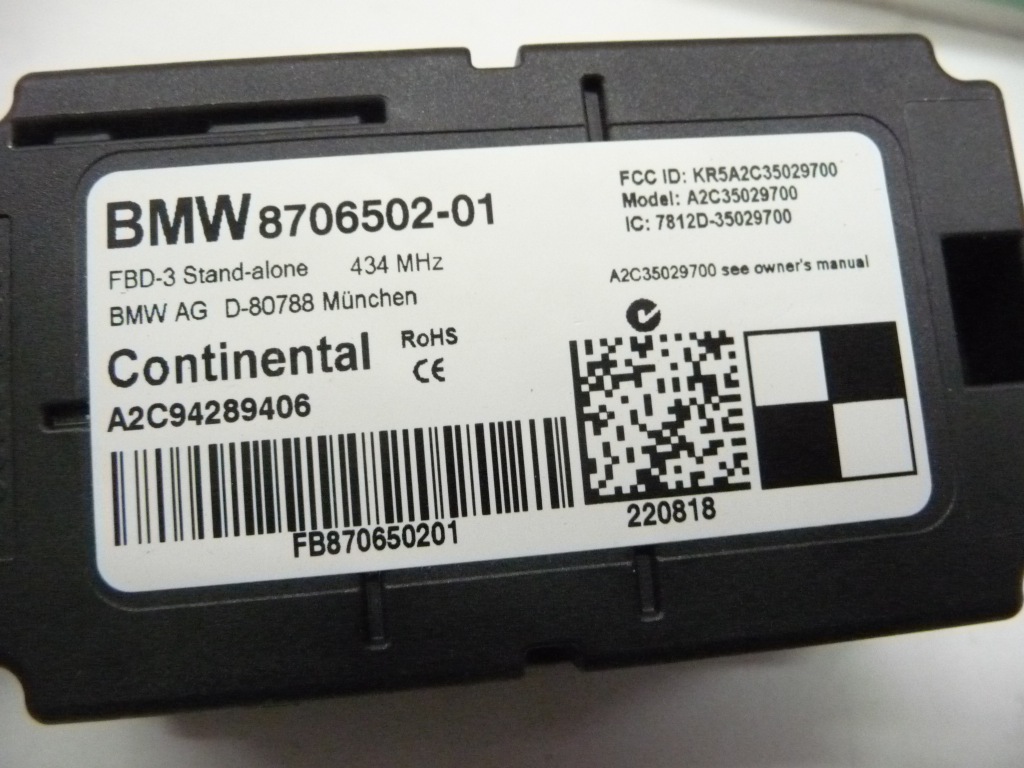 BMW 8706502-01
FBD-3 Stand-alone 434 MHz
BMW AG D-80788 München
Continental RoHS
CE
A2C94289406
FB870650201
FCC ID: KR5A2C35029700
Model: A2C35029700
IC: 7812D-35029700
A2C35029700 see owner's manual
220818